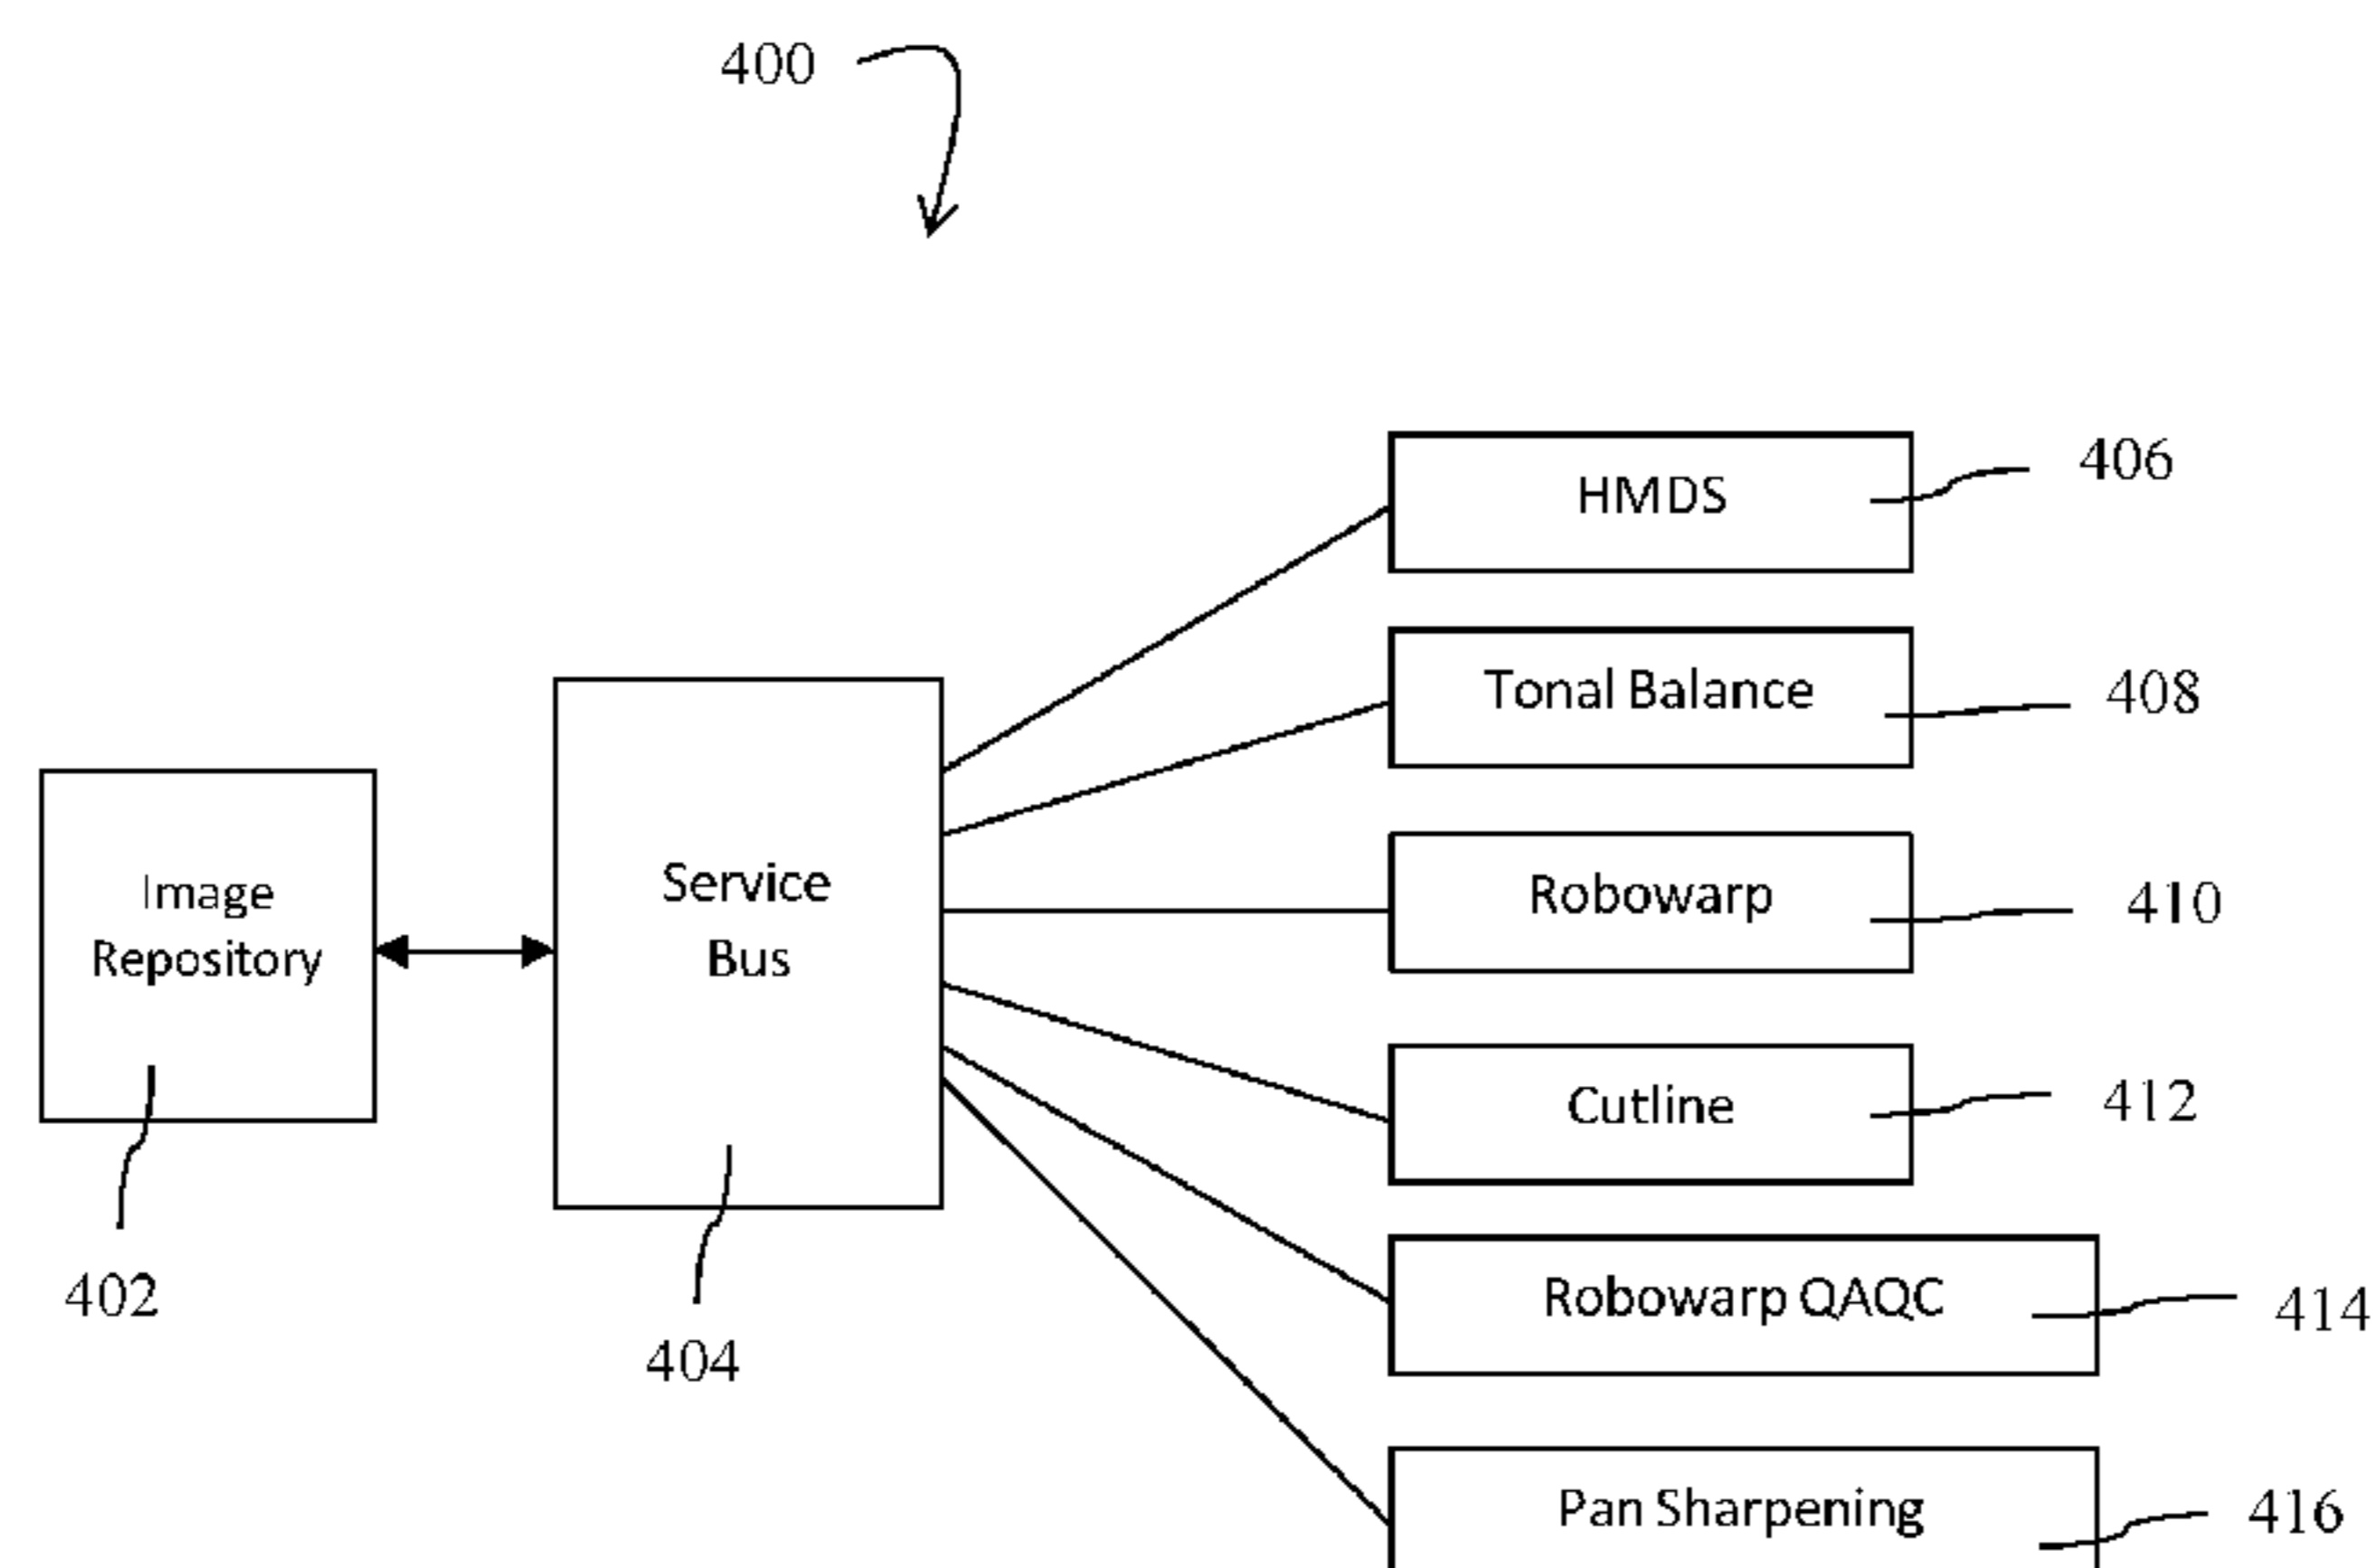 400
HMDS
406
Tonal Balance
408
Image
Repository
Service
Bus
Robowarp
410
Cutline
412
402
404
Robowarp QAQC
414
Pan Sharpening
416